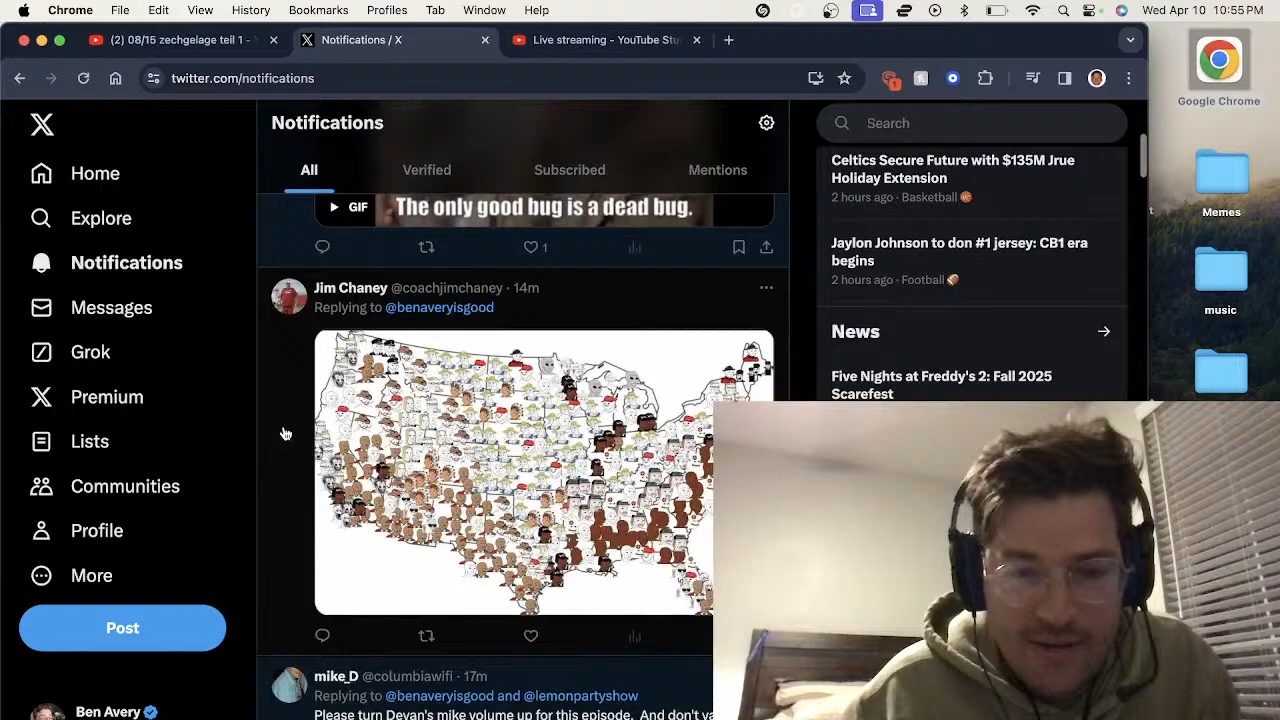 Chrome File Edit View History Bookmarks Profiles Tab Window Help Wed Apr 10 10:55 PM
(2) 08/15 zechgelage teil 1 - Notifications / X Live streaming - YouTube Stu
twitter.com/notifications
1
Google Chrome
Notifications
Search
All Verified Subscribed Mentions
Home
Explore
Notifications
Messages
Grok
Premium
Lists
Communities
Profile
More
Post
Ben Avery
GIF
The only good bug is a dead bug.
1
Jim Chaney @coachjimchaney · 14m
Replying to @benaveryisgood
mike_D @columbiawifi · 17m
Replying to @benaveryisgood and @lemonpartyshow
Please turn Devan's mike volume up for this episode. And don't
Celtics Secure Future with $135M Jrue
Holiday Extension
2 hours ago · Basketball
Jaylon Johnson to don #1 jersey: CB1 era
begins
2 hours ago · Football
News
Five Nights at Freddy's 2: Fall 2025
Scarefest
Memes
music